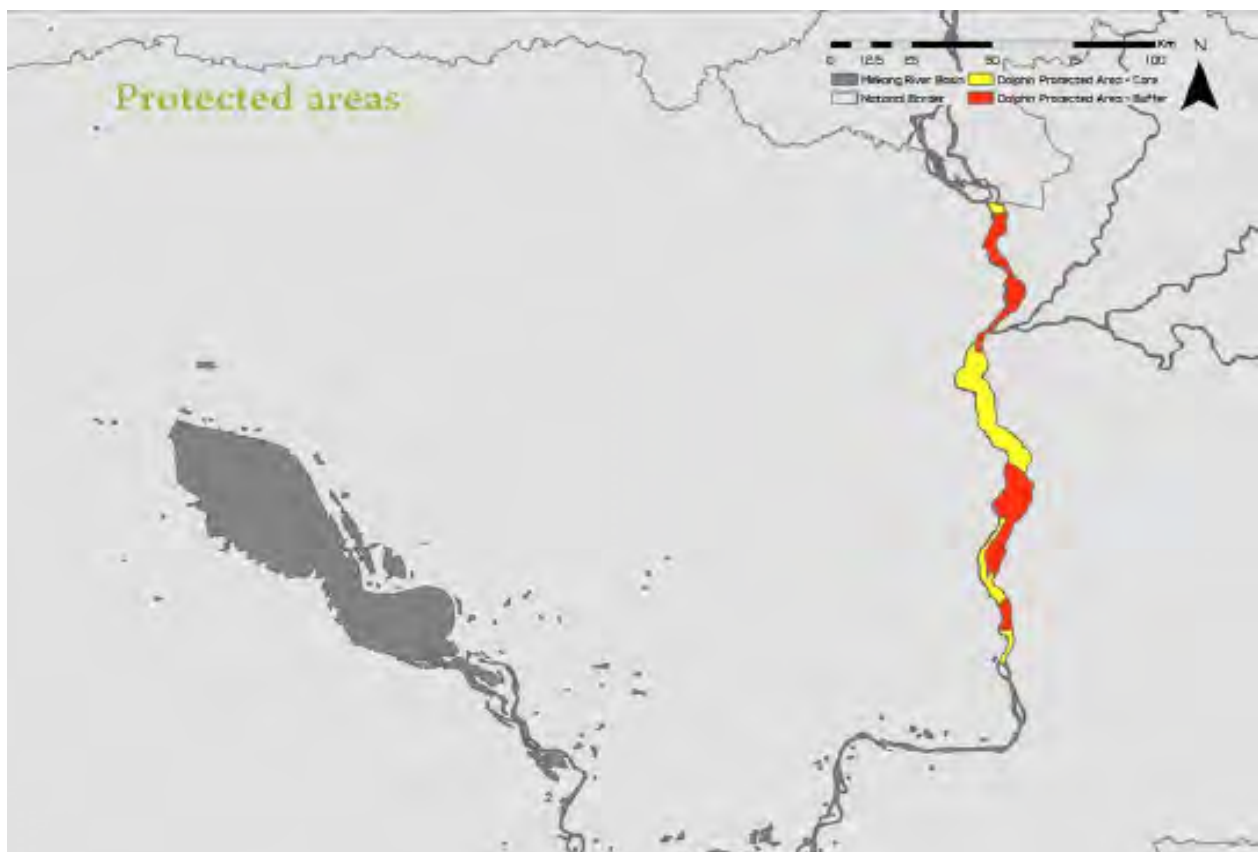 Protected areas
Km N
0 12.5 25 50 75 100
Mekong River Basin Dolphin Protected Area - Core
National Border Dolphin Protected Area - Buffer